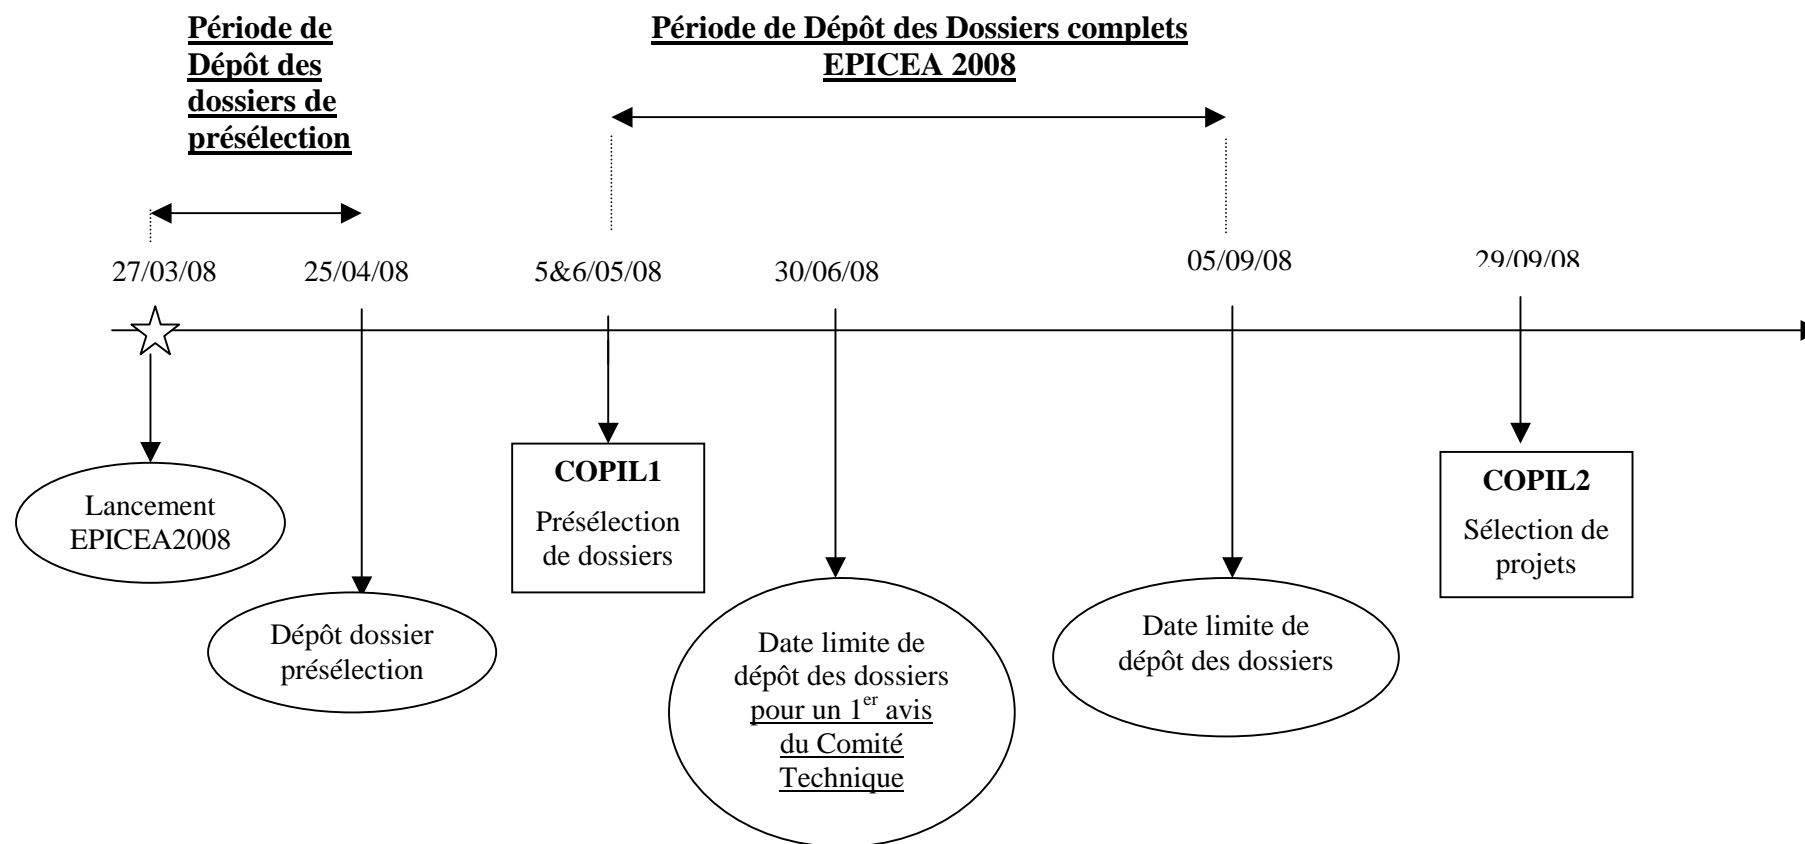 Période de
Dépôt des
dossiers de
présélection
Période de Dépôt des Dossiers complets
EPICEA 2008
27/03/08
25/04/08
5&6/05/08
30/06/08
05/09/08
29/09/08
Lancement
EPICEA2008
Dépôt dossier
présélection
COPIL1
Présélection
de dossiers
Date limite de
dépôt des dossiers
pour un 1er avis
du Comité
Technique
Date limite de
dépôt des dossiers
COPIL2
Sélection de
projets